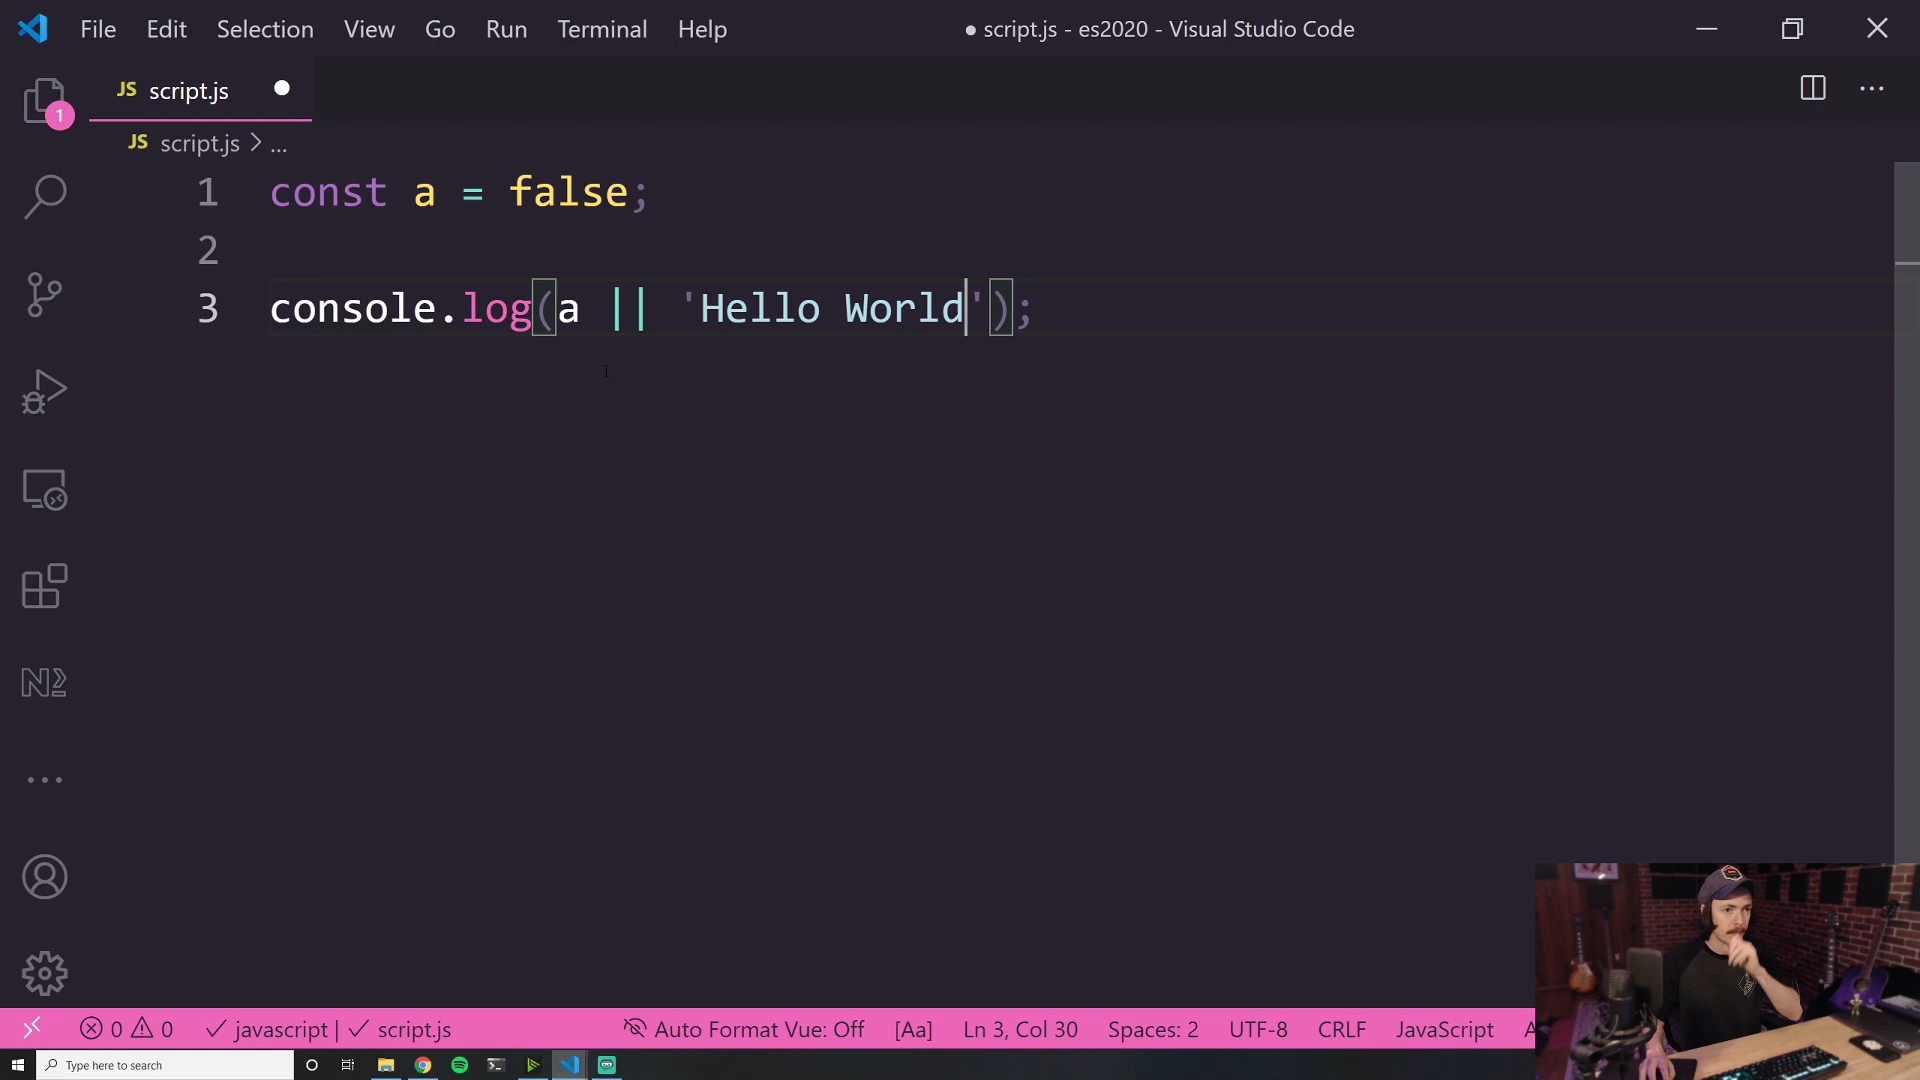 File Edit Selection View Go Run Terminal Help
● script.js - es2020 - Visual Studio Code
JS script.js
1
JS script.js > ...
1 const a = false;
2
3 console.log(a || 'Hello World');
0 0 javascript | script.js Auto Format Vue: Off [Aa] Ln 3, Col 30 Spaces: 2 UTF-8 CRLF JavaScript A
Type here to search